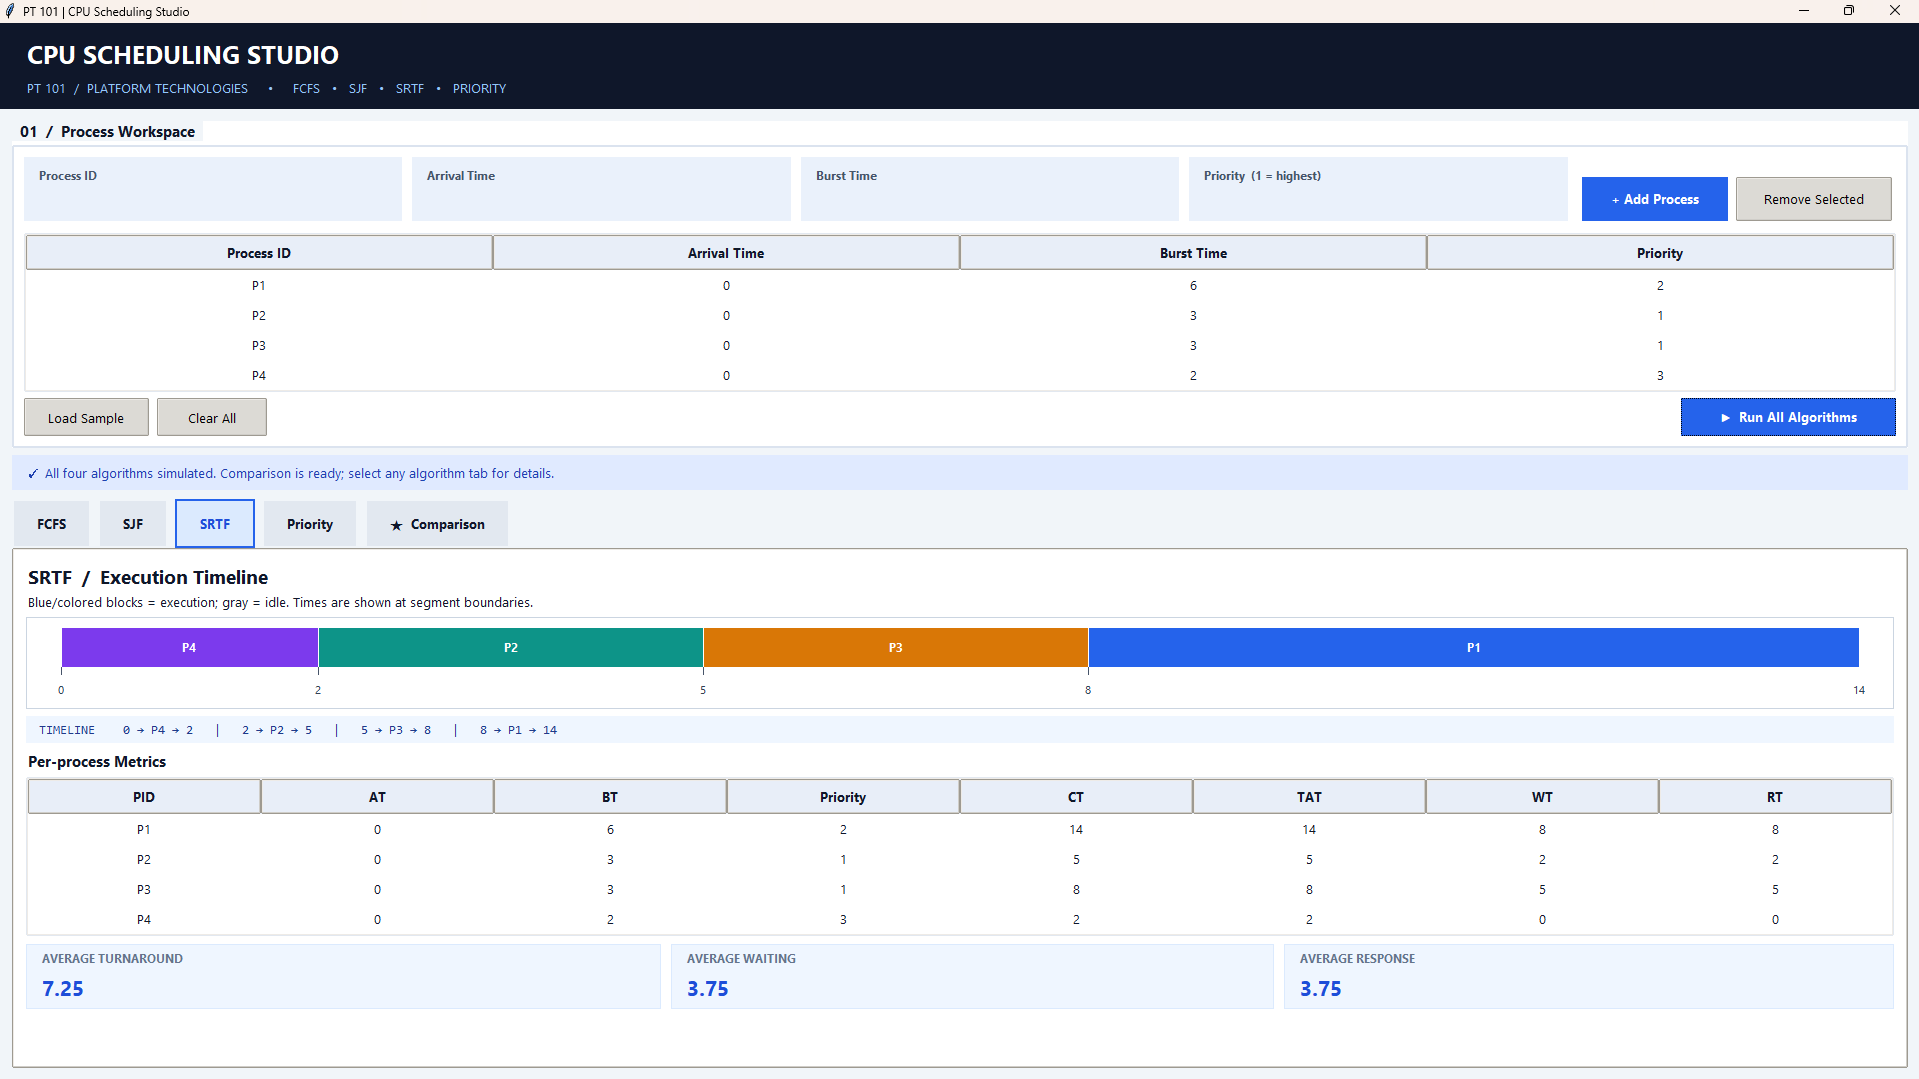 PT 101 | CPU Scheduling Studio
CPU SCHEDULING STUDIO
PT 101 / PLATFORM TECHNOLOGIES • FCFS • SJF • SRTF • PRIORITY
01 / Process Workspace
Process ID Arrival Time Burst Time Priority (1 = highest)
+ Add Process Remove Selected
Process ID Arrival Time Burst Time Priority
P1 0 6 2
P2 0 3 1
P3 0 3 1
P4 0 2 3
Load Sample Clear All ► Run All Algorithms
✓ All four algorithms simulated. Comparison is ready; select any algorithm tab for details.
FCFS SJF SRTF Priority ★ Comparison
SRTF / Execution Timeline
Blue/colored blocks = execution; gray = idle. Times are shown at segment boundaries.
P4 P2 P3 P1
0 2 5 8 14
TIMELINE 0 → P4 → 2 | 2 → P2 → 5 | 5 → P3 → 8 | 8 → P1 → 14
Per-process Metrics
PID AT BT Priority CT TAT WT RT
P1 0 6 2 14 14 8 8
P2 0 3 1 5 5 2 2
P3 0 3 1 8 8 5 5
P4 0 2 3 2 2 0 0
AVERAGE TURNAROUND AVERAGE WAITING AVERAGE RESPONSE
7.25 3.75 3.75